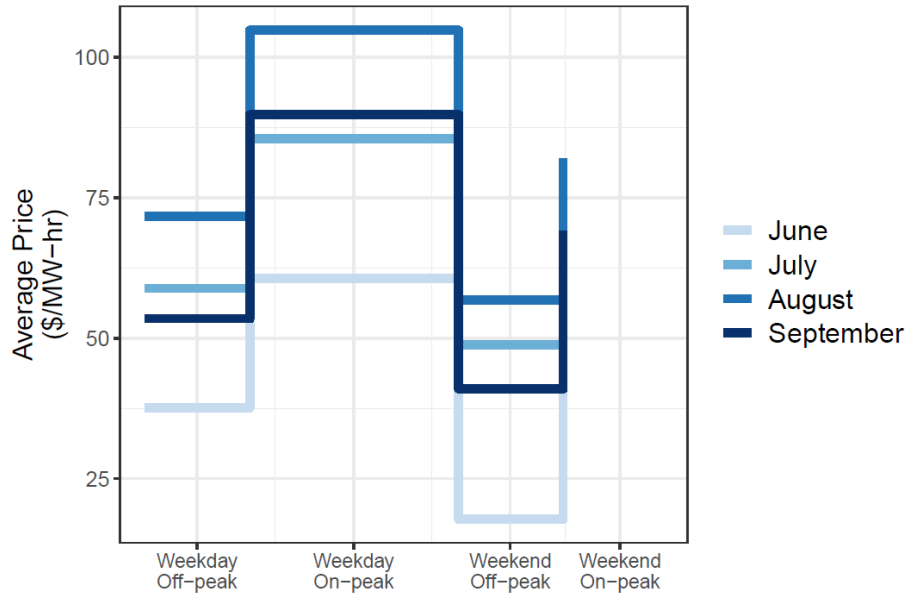 Average Price
($/MW−hr)
100
75
50
25
Weekday
Off−peak
Weekday
On−peak
Weekend
Off−peak
Weekend
On−peak
June
July
August
September